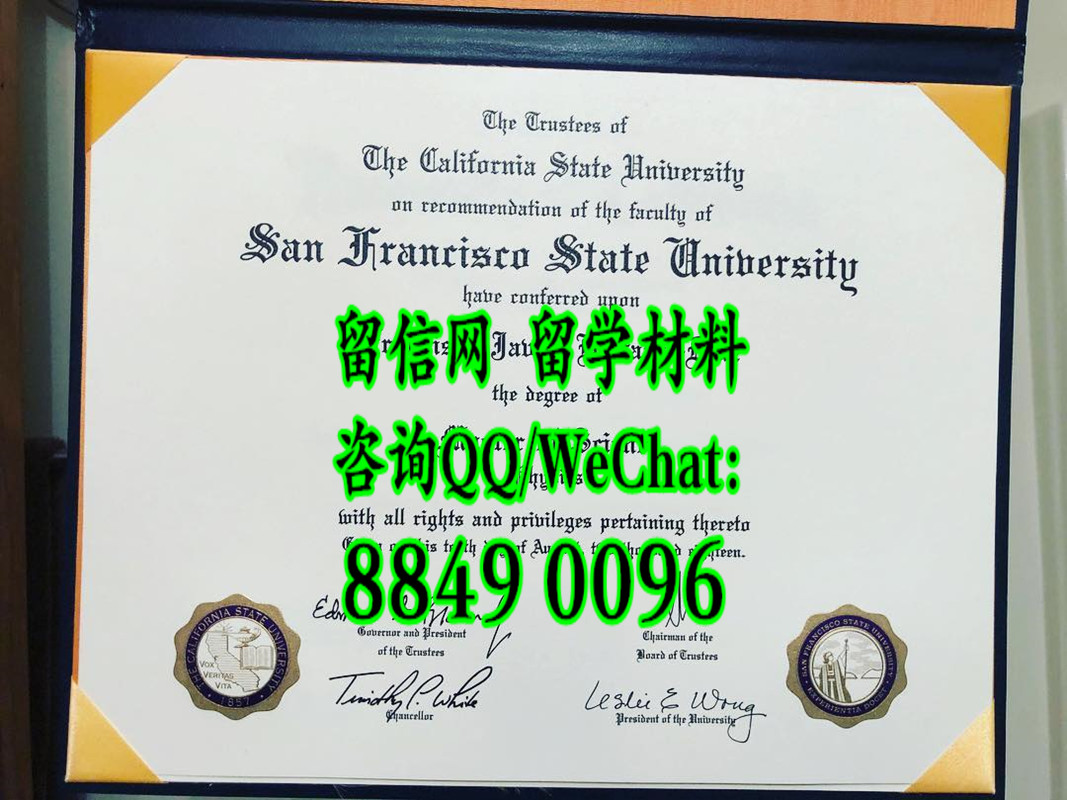 The Trustees of
The California State University
on recommendation of the faculty of
San Francisco State University
have conferred upon
留信网 留学材料
the degree of
咨询QQ/WeChat:
with all rights and privileges pertaining thereto
8849 0096
Governor and President
of the Trustees
Chairman of the
Board of Trustees
Timothy P. White
Chancellor
Leslie E Wong
President of the University
THE CALIFORNIA STATE UNIVERSITY
VOX
VERITAS
VITA
1857
SAN FRANCISCO STATE UNIVERSITY
EXPERIENTIA DOCET